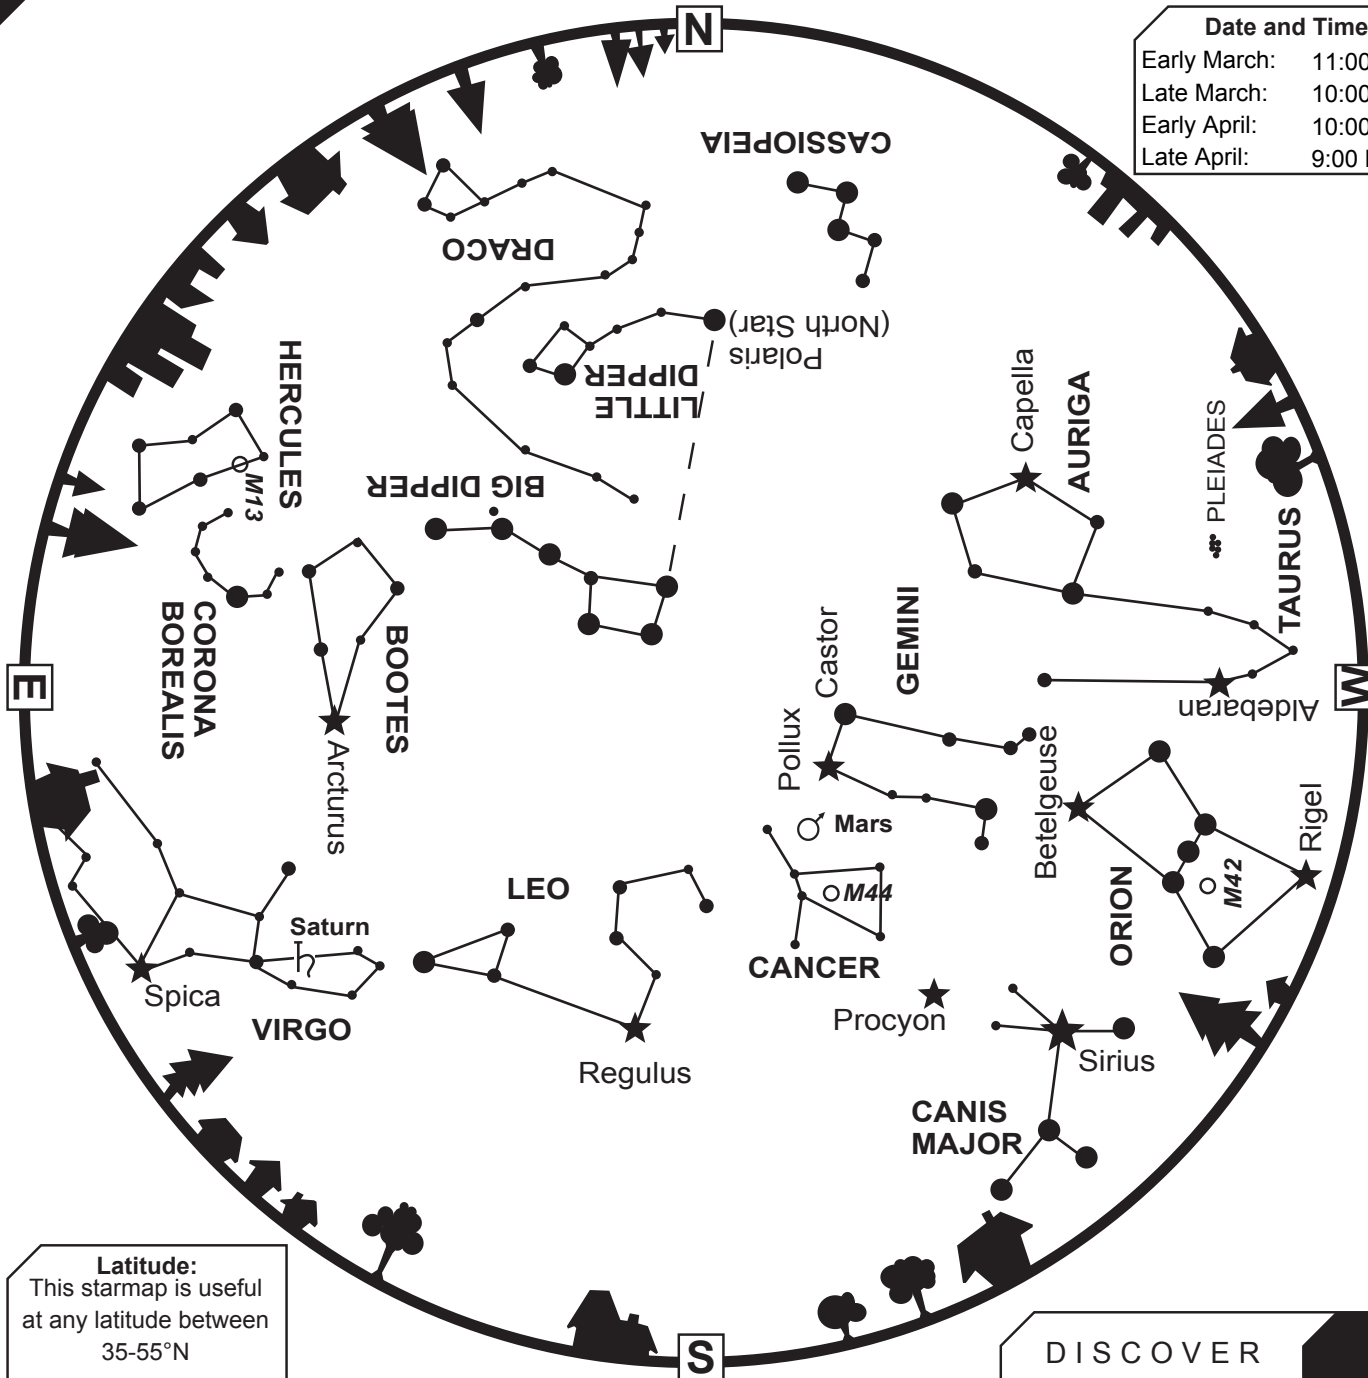 N
Date and Time
Early March: 11:00
Late March: 10:00
Early April: 10:00
Late April: 9:00
CASSIOPEIA
DRACO
Polaris
(North Star)
LITTLE
DIPPER
HERCULES
M13
BIG DIPPER
Capella
AURIGA
PLEIADES
TAURUS
CORONA
BOREALIS
BOOTES
Arcturus
GEMINI
Castor
Pollux
E
W
Aldebaran
Betelgeuse
Rigel
Mars
M44
M42
ORION
LEO
CANCER
Saturn
Spica
VIRGO
Procyon
Regulus
Sirius
CANIS
MAJOR
Latitude:
This starmap is useful
at any latitude between
35-55°N
S
DISCOVER